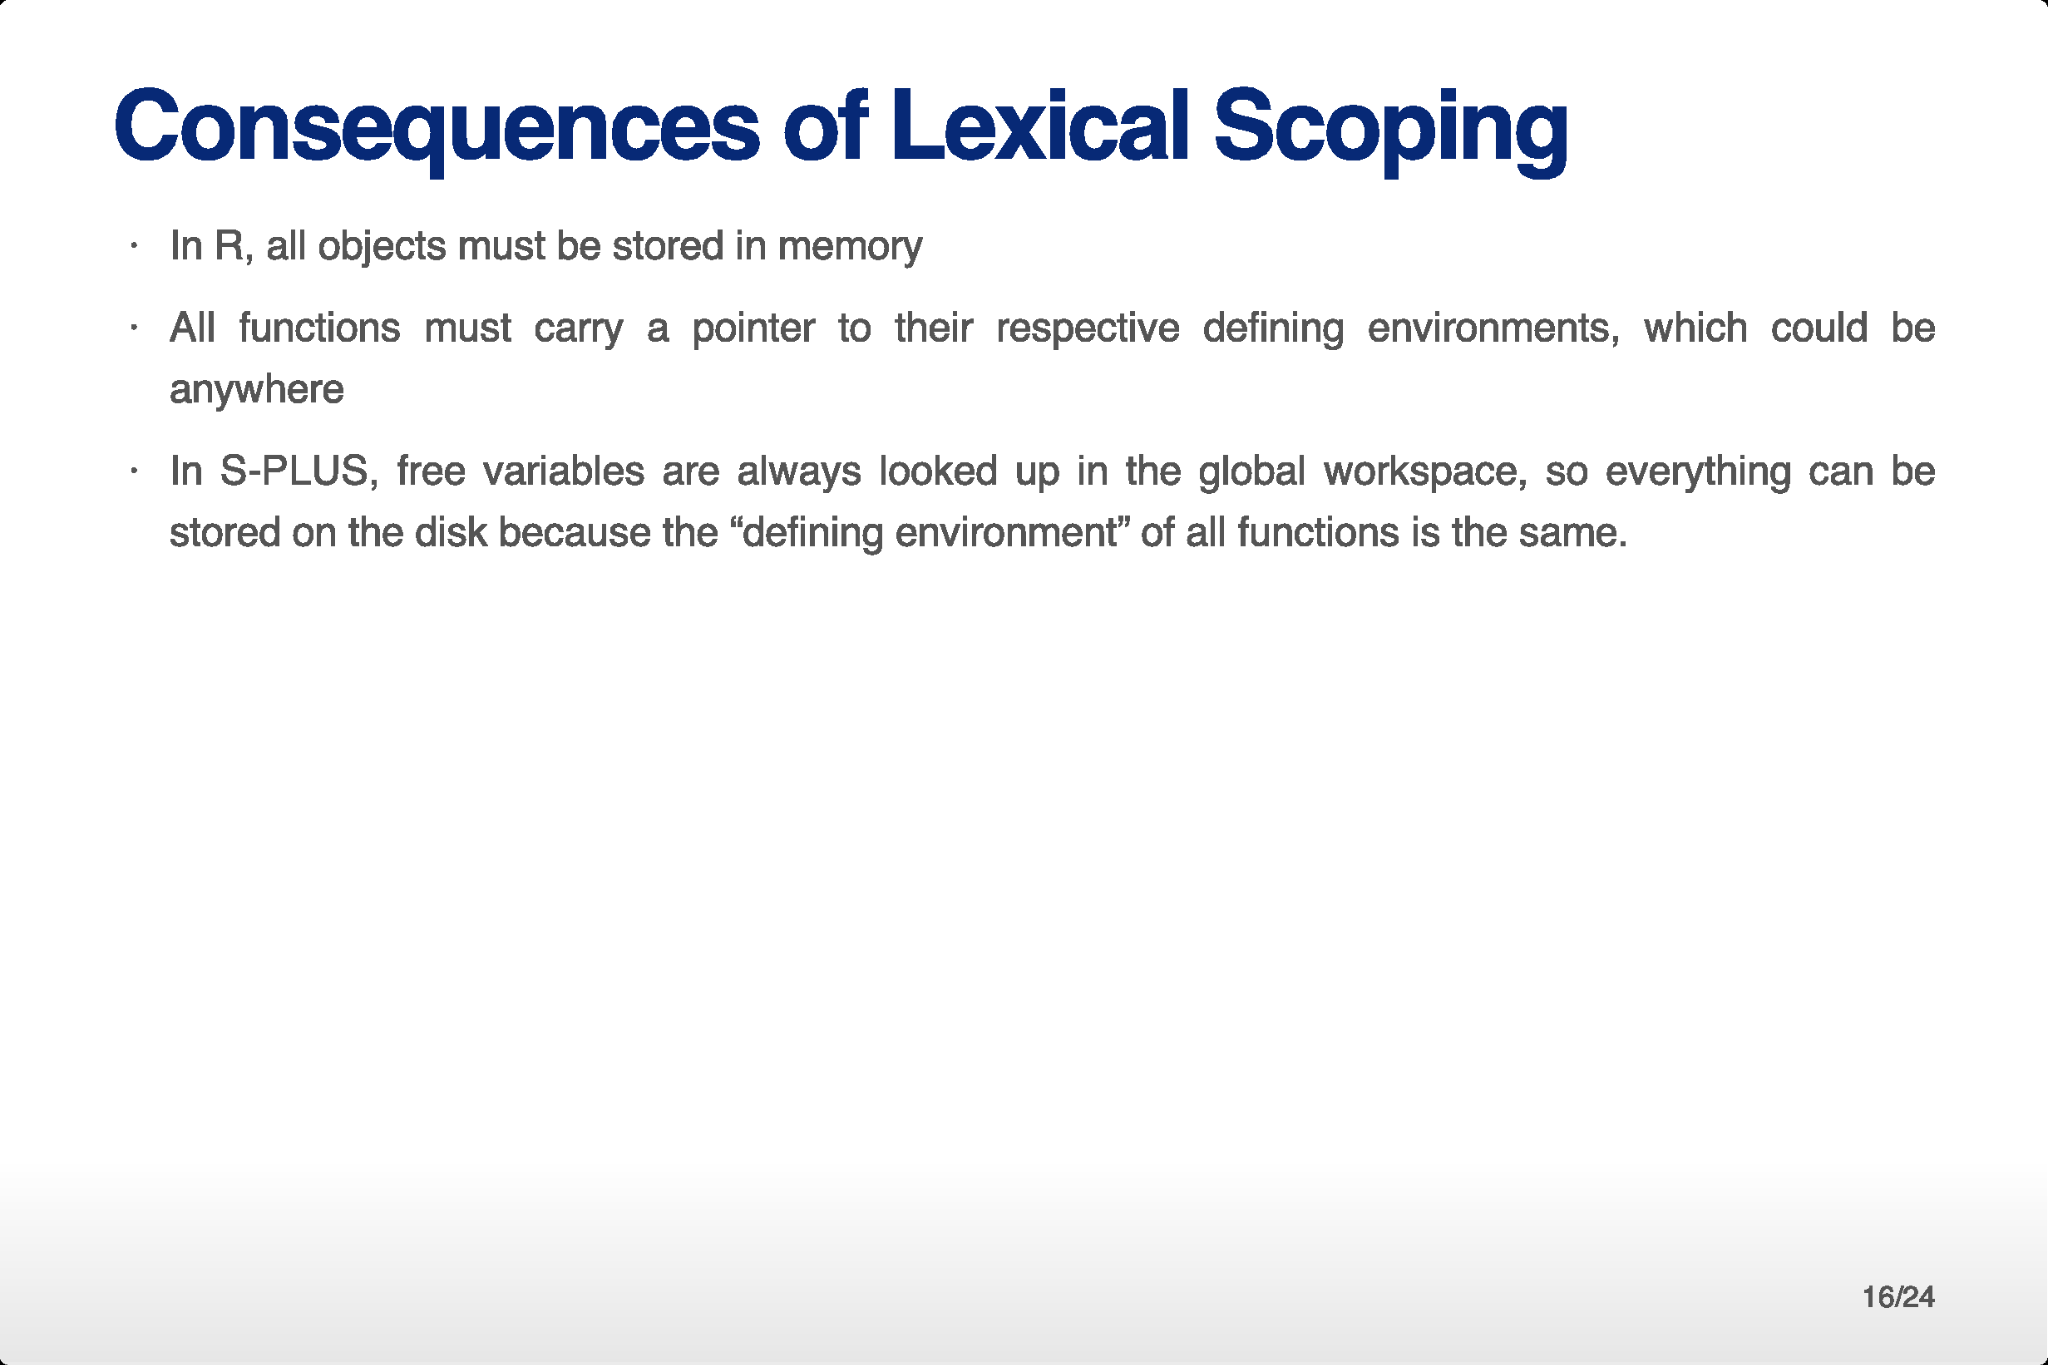 Consequences of Lexical Scoping
· In R, all objects must be stored in memory
· All functions must carry a pointer to their respective defining environments, which could be
anywhere
· In S-PLUS, free variables are always looked up in the global workspace, so everything can be
stored on the disk because the “defining environment” of all functions is the same.
16/24